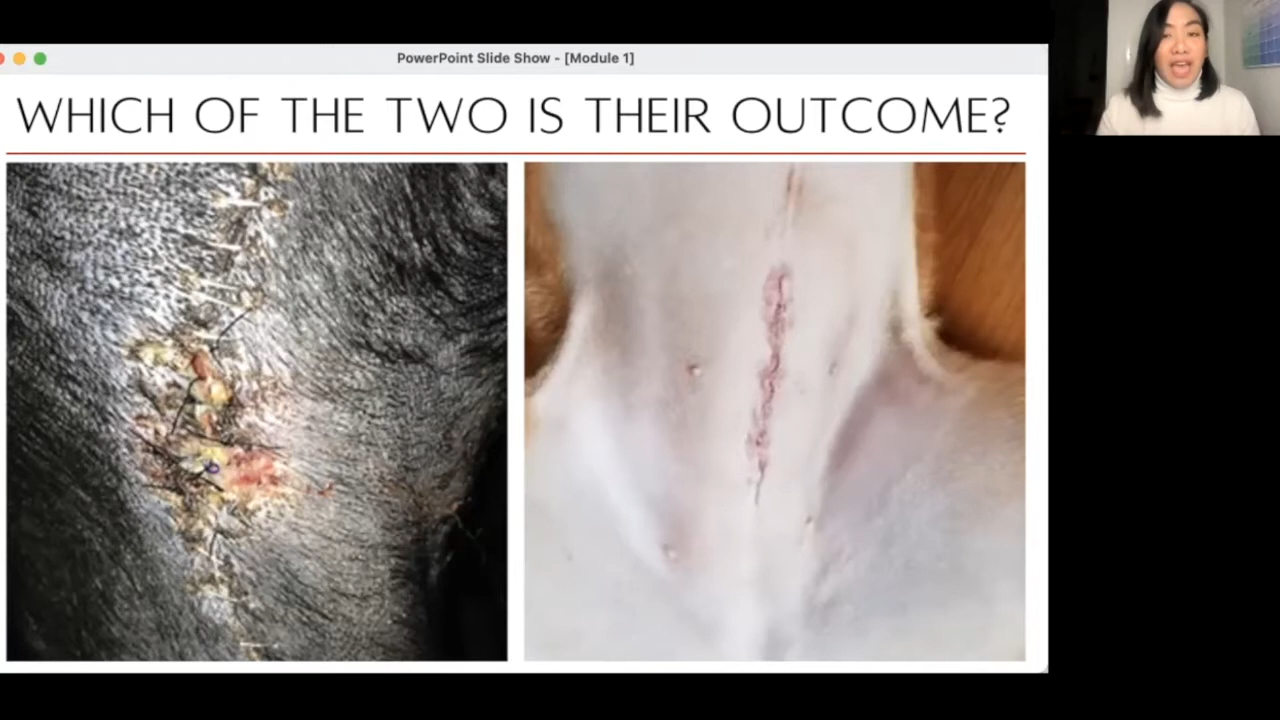 PowerPoint Slide Show - [Module 1]
WHICH OF THE TWO IS THEIR OUTCOME?